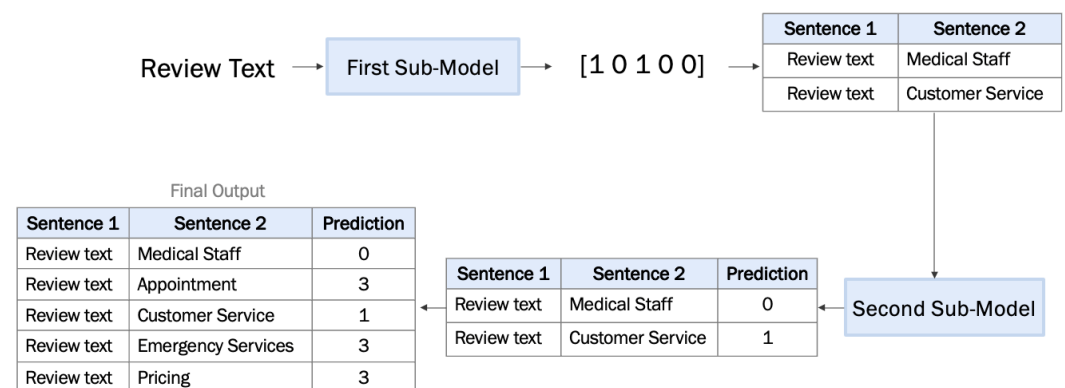 Review Text
First Sub-Model
[1 0 1 0 0]
Sentence 1 Sentence 2
Review text Medical Staff
Review text Customer Service
Final Output
Sentence 1 Sentence 2 Prediction
Review text Medical Staff 0
Review text Appointment 3
Review text Customer Service 1
Review text Emergency Services 3
Review text Pricing 3
Sentence 1 Sentence 2 Prediction
Review text Medical Staff 0
Review text Customer Service 1
Second Sub-Model